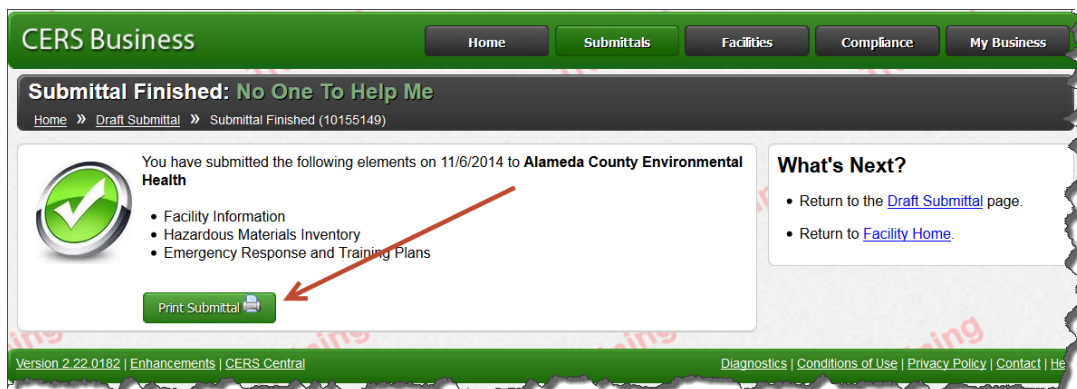 CERS Business
Home
Submittals
Facilities
Compliance
My Business
Submittal Finished: No One To Help Me
Home » Draft Submittal » Submittal Finished (10155149)
You have submitted the following elements on 11/6/2014 to Alameda County Environmental
Health
• Facility Information
• Hazardous Materials Inventory
• Emergency Response and Training Plans
Print Submittal
What's Next?
• Return to the Draft Submittal page.
• Return to Facility Home.
Version 2.22.0182 | Enhancements | CERS Central
Diagnostics | Conditions of Use | Privacy Policy | Contact |